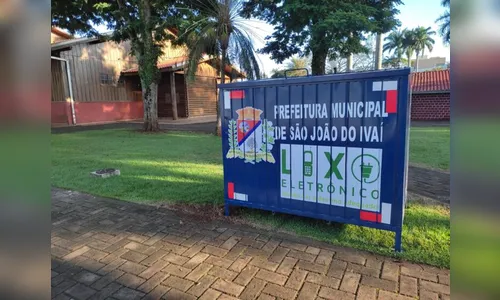 PREFEITURA MUNICIPAL
DE SÃO JOÃO DO IVAÍ
LIXO
ELETRÔNICO